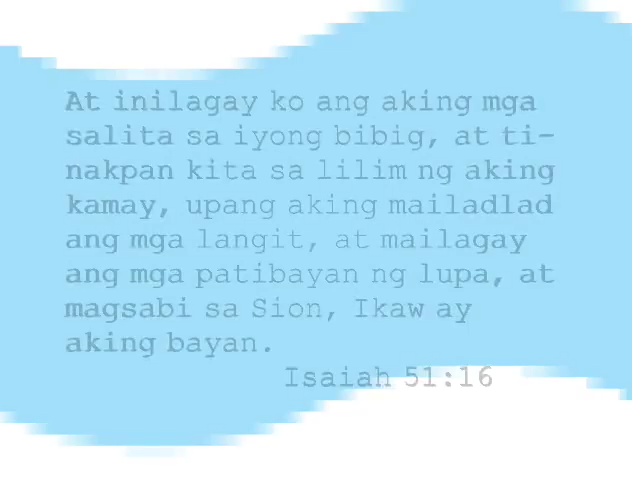 At inilagay ko ang aking mga
salita sa iyong bibig, at ti-
nakpan kita sa lilim ng aking
kamay, upang aking mailadlad
ang mga langit, at mailagay
ang mga patibayan ng lupa, at
magsabi sa Sion, Ikaw ay
aking bayan.
Isaiah 51:16